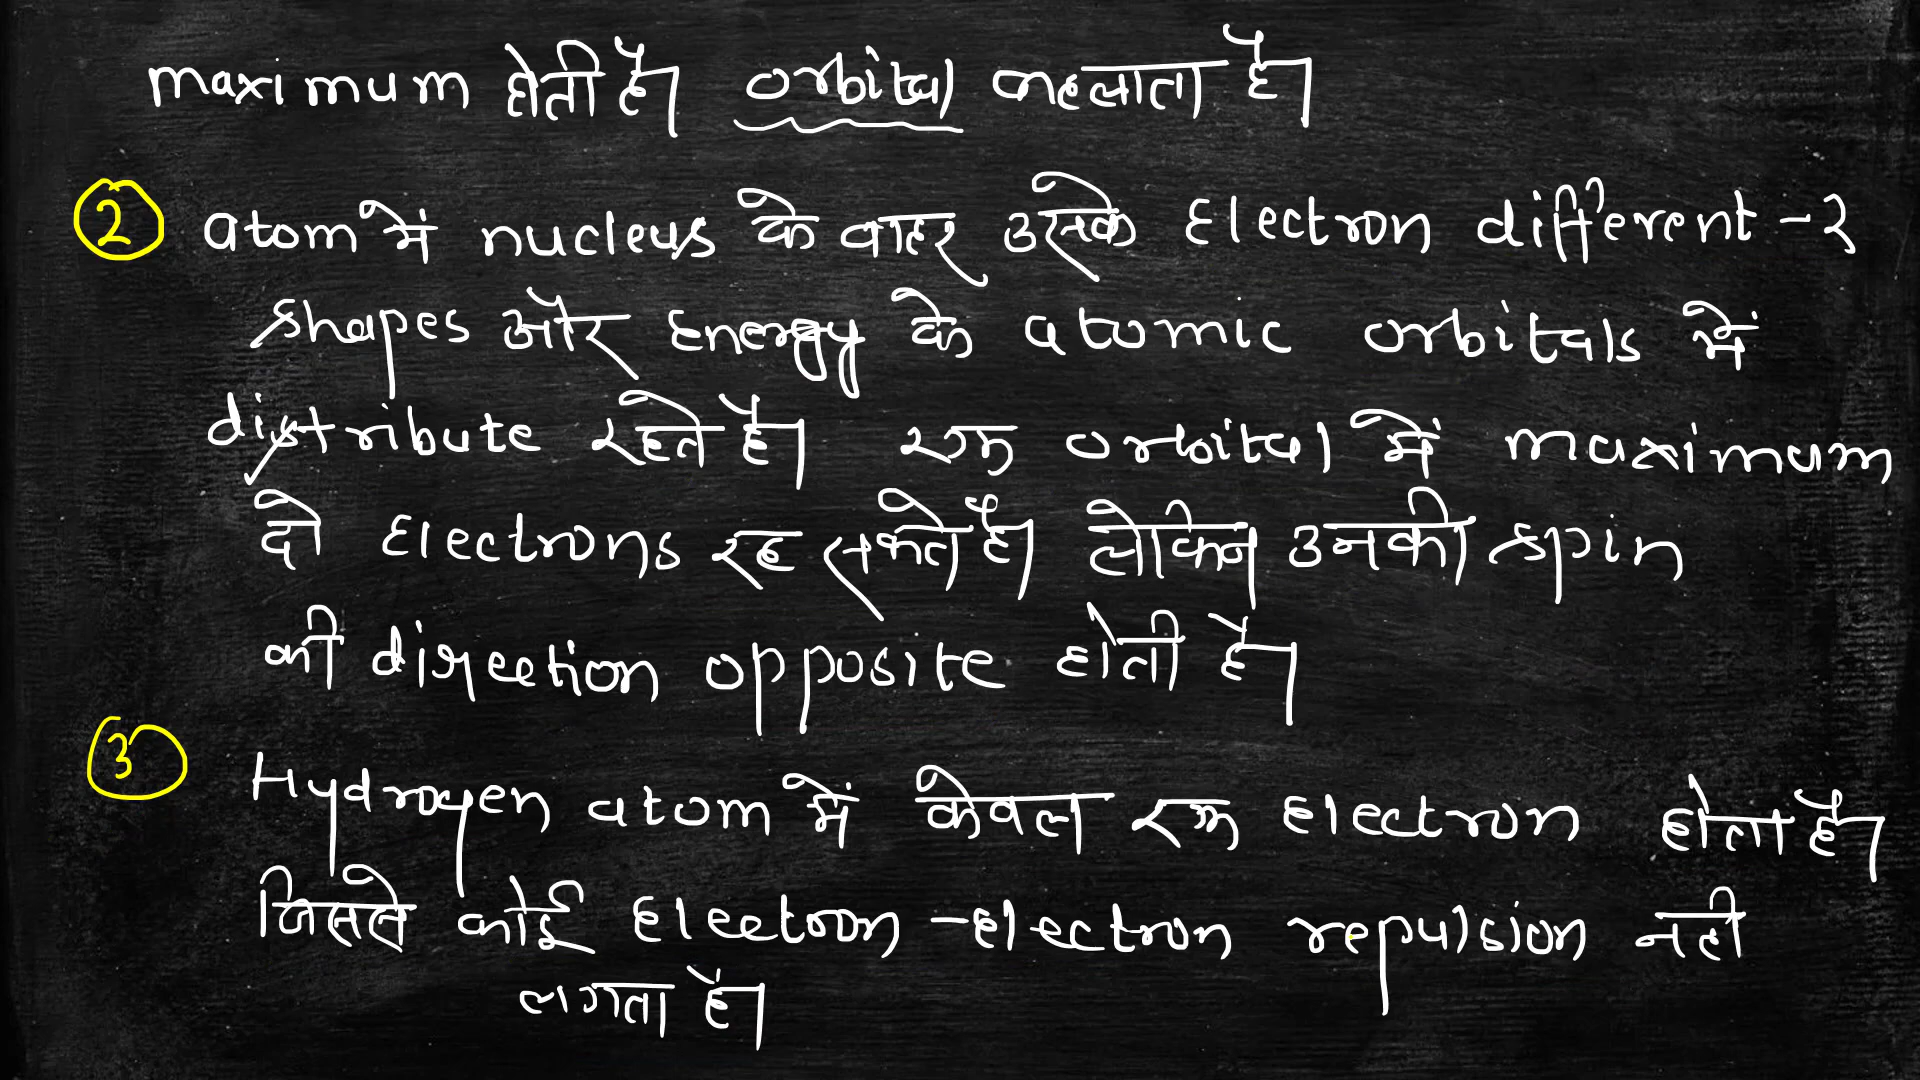 maximum होती है। orbital कहलाता है।
② atom में nucleus के वाहर उसके Electron different -२
shapes और Energy के atomic orbitals में
distribute रहते है। एक orbital में maximum
दो Electrons रह सकते है। लेकिन उनकी spin
की direction opposite होती है।
③ Hydrogen atom में केवल एक Electron होता है।
जिससे कोई Electron -Electron repulsion नही
लगता है।